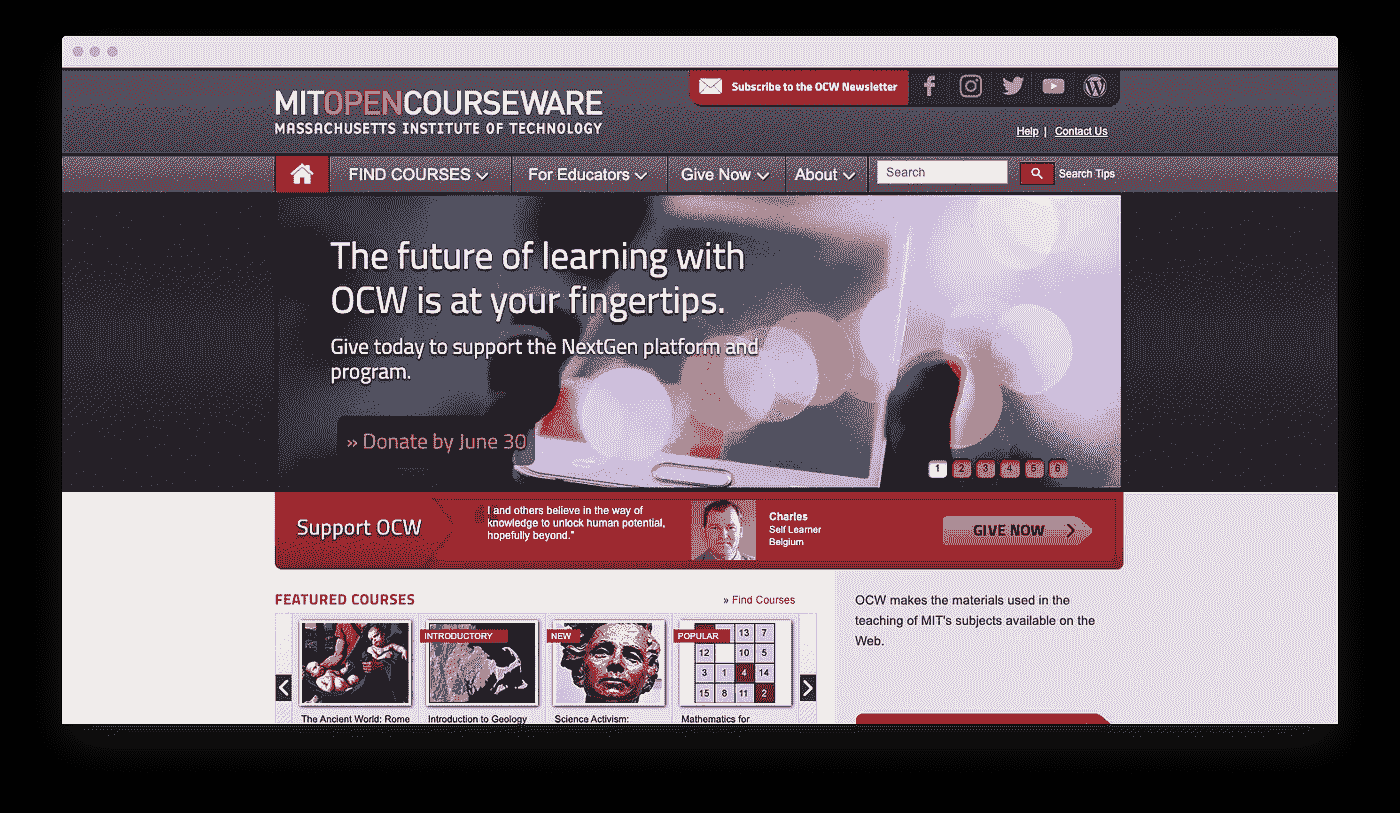 Subscribe to the OCW Newsletter
MITOPENCOURSEWARE
MASSACHUSETTS INSTITUTE OF TECHNOLOGY
Help | Contact Us
FIND COURSES For Educators Give Now About Search Search Tips
The future of learning with
OCW is at your fingertips.
Give today to support the NextGen platform and
program.
» Donate by June 30
1 2 3 4 5 6
Support OCW
I and others believe in the way of
knowledge to unlock human potential,
hopefully beyond."
Charles
Self Learner
Belgium
GIVE NOW
FEATURED COURSES
» Find Courses
INTRODUCTORY
NEW
POPULAR
13 7
12 10 5
3 1 4 14
15 8 11 2
The Ancient World: Rome
Introduction to Geology
Science Activism:
Mathematics for
OCW makes the materials used in the
teaching of MIT's subjects available on the
Web.